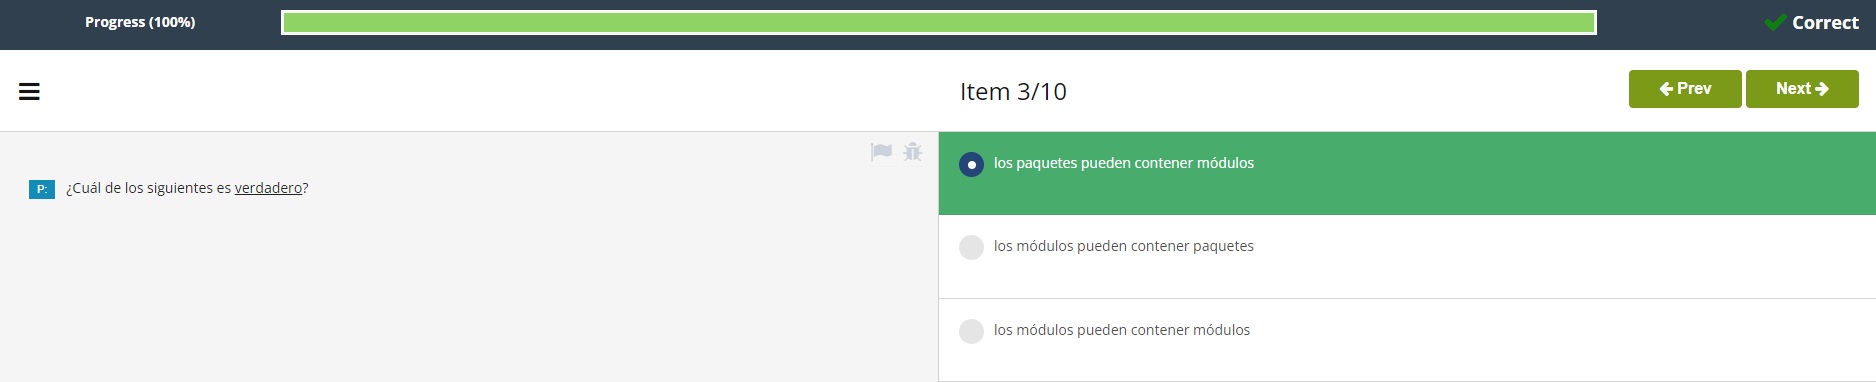 Progress (100%)
Correct
Item 3/10
Prev
Next
P: ¿Cuál de los siguientes es verdadero?
los paquetes pueden contener módulos
los módulos pueden contener paquetes
los módulos pueden contener módulos